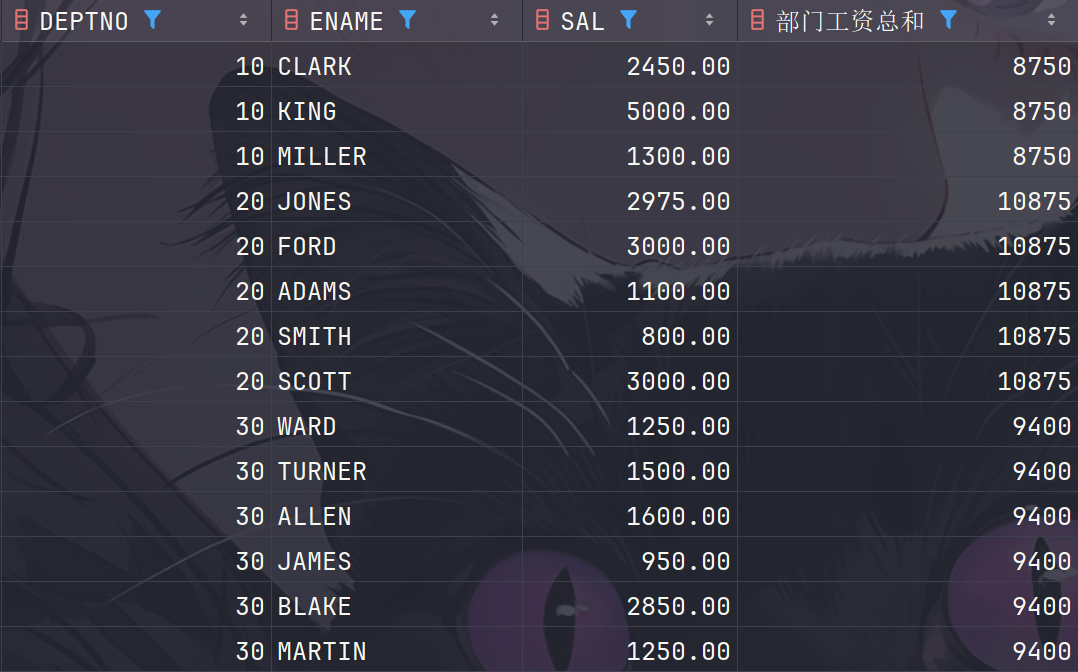 DEPTNO ENAME SAL 部门工资总和
10 CLARK 2450.00 8750
10 KING 5000.00 8750
10 MILLER 1300.00 8750
20 JONES 2975.00 10875
20 FORD 3000.00 10875
20 ADAMS 1100.00 10875
20 SMITH 800.00 10875
20 SCOTT 3000.00 10875
30 WARD 1250.00 9400
30 TURNER 1500.00 9400
30 ALLEN 1600.00 9400
30 JAMES 950.00 9400
30 BLAKE 2850.00 9400
30 MARTIN 1250.00 9400